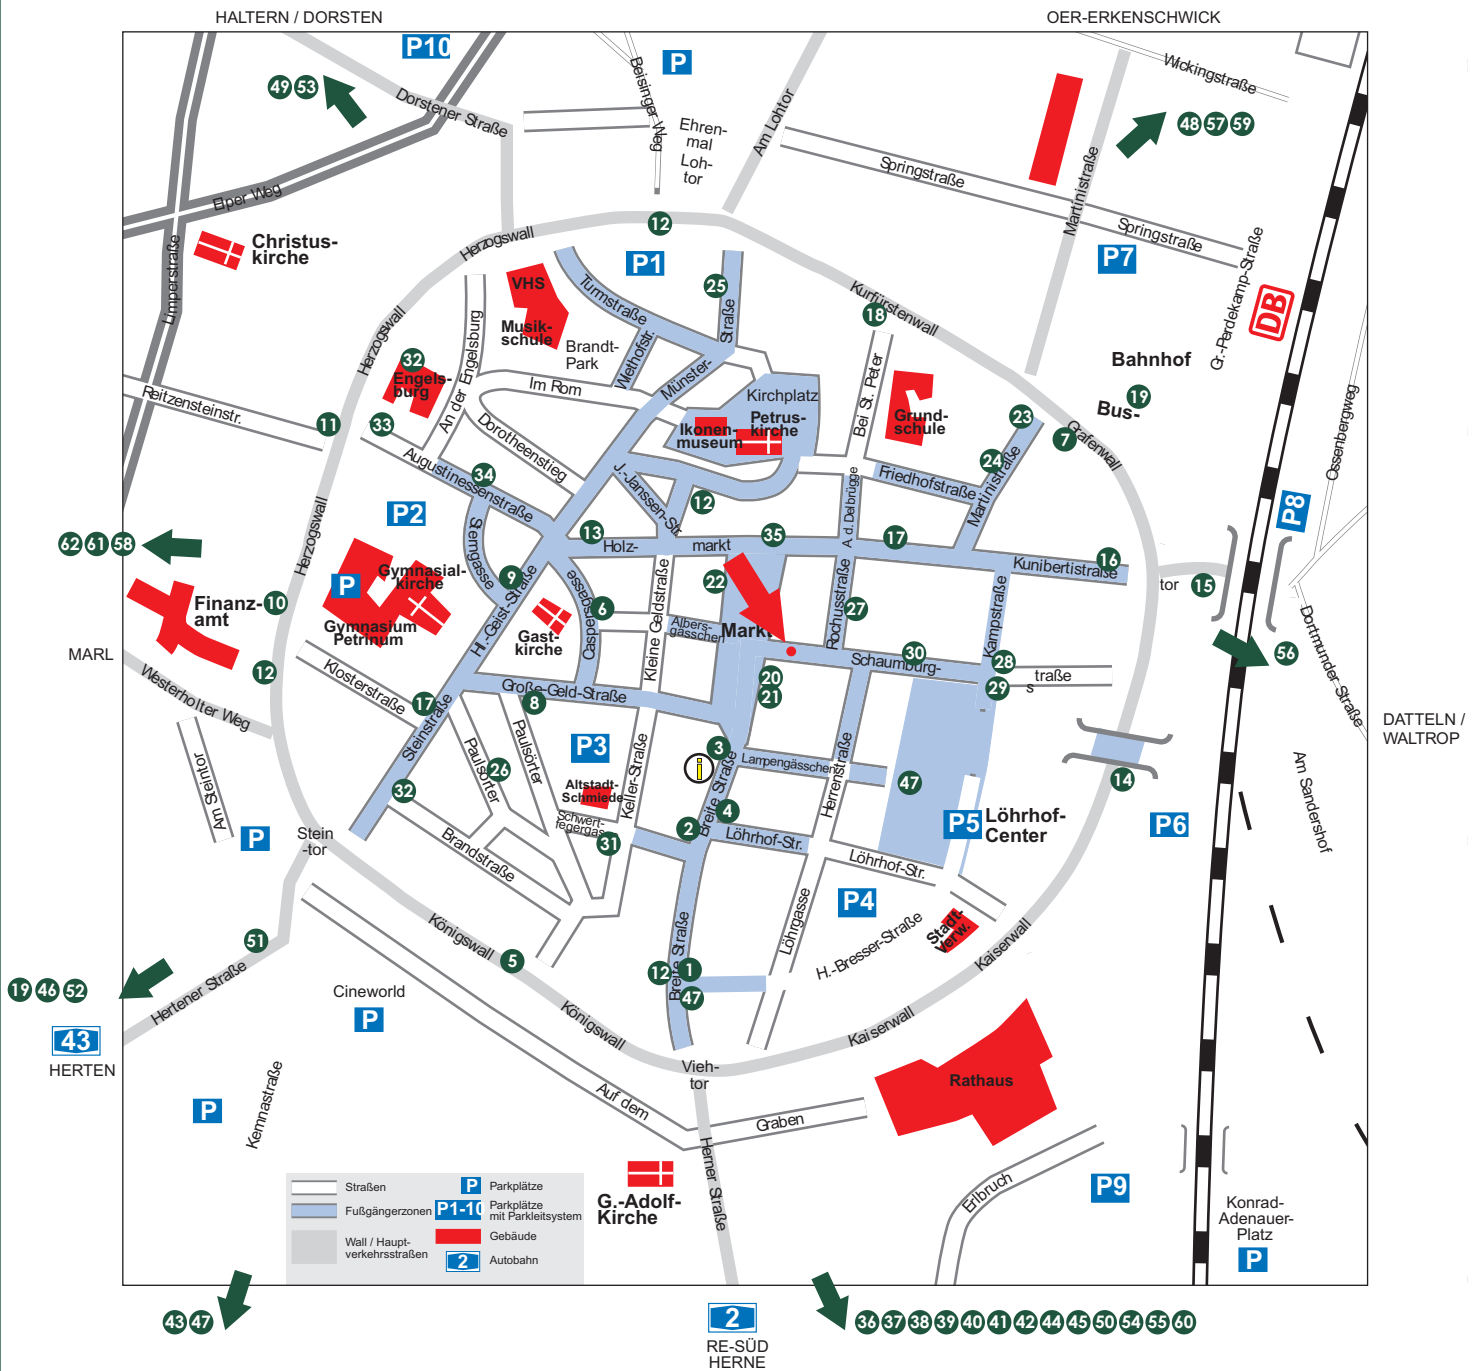 HALTERN / DORSTEN
OER-ERKENSCHWICK
P10
P
Wickingstraße
49 53
Dorstener Straße
Beisinger Weg
Ehren-
mal
Loh-
tor
Am Lohtor
48 57 59
Springstraße
Martinistraße
Springstraße
Elper Weg
Limperstraße
Christus-
kirche
Herzogswall
12
P1
P7
Gr.-Perdekamp-Straße
DB
VHS
Musik-
schule
Turmstraße
25
Straße
Kurfürstenwall
18
Herzogswall
Brandt-
Park
Wiethofstr.
Münster-
Bahnhof
19
Bus-
32
Engels-
burg
An der Engelsburg
Im Rom
Kirchplatz
Petrus-
kirche
Ikonen-
museum
Bei St. Peter
Grund-
schule
23
7
Grafenwall
Ossenbergweg
Reitzensteinstr.
11
33
Dorotheenstieg
Augustinessenstraße
34
J.-Janssen-Str.
12
A. d. Delbrügge
Friedhofstraße
24
Martinistraße
P8
P2
Herzogswall
62 61 58
13
Holz-
markt
35
17
16
Kunibertistraße
tor
15
Sterngasse
Gymnasial-
kirche
P
Gymnasium
Petrinum
9
Hl.-Geist-Straße
Caspersgasse
6
Gast-
kirche
Kleine Geldstraße
22
Albers-
gässchen
Markt
Rochusstraße
27
Kampstraße
Finanz-
amt
10
12
MARL
Westerholter Weg
Klosterstraße
17
Steinstraße
Große-Geld-Straße
8
20
21
Schaumburg-
30
28
29
traße
s
56
Dortmunder Straße
DATTELN /
WALTROP
Am Steintor
Paulsörter
Paulsörter
26
P3
Altstadt-
Schmiede
Keller-Straße
i
3
Breite Straße
Lampengässchen
Herrenstraße
47
14
Am Sandershof
P
Stein
-tor
32
Brandstraße
Schwert-
fegergasse
31
2
4
Löhrhof-Str.
P5
Löhrhof-
Center
P6
Löhrhof-Str.
P4
Stadt-
verw.
H.-Bresser-Straße
Kaiserwall
Löhrgasse
Königswall
5
51
Hertener Straße
19 46 52
43
HERTEN
Cineworld
P
12
1
Breite Straße
47
Königswall
Kaiserwall
Vieh-
tor
Rathaus
P
Kemnastraße
Auf dem
Graben
Herner Straße
G.-Adolf-
Kirche
Erlbruch
P9
Konrad-
Adenauer-
Platz
P
Straßen
P Parkplätze
Fußgängerzonen
P1-10 Parkplätze
mit Parkleitsystem
Wall / Haupt-
verkehrsstraßen
Gebäude
2 Autobahn
43 47
2
RE-SÜD
HERNE
36 37 38 39 40 41 42 44 45 50 54 55 60